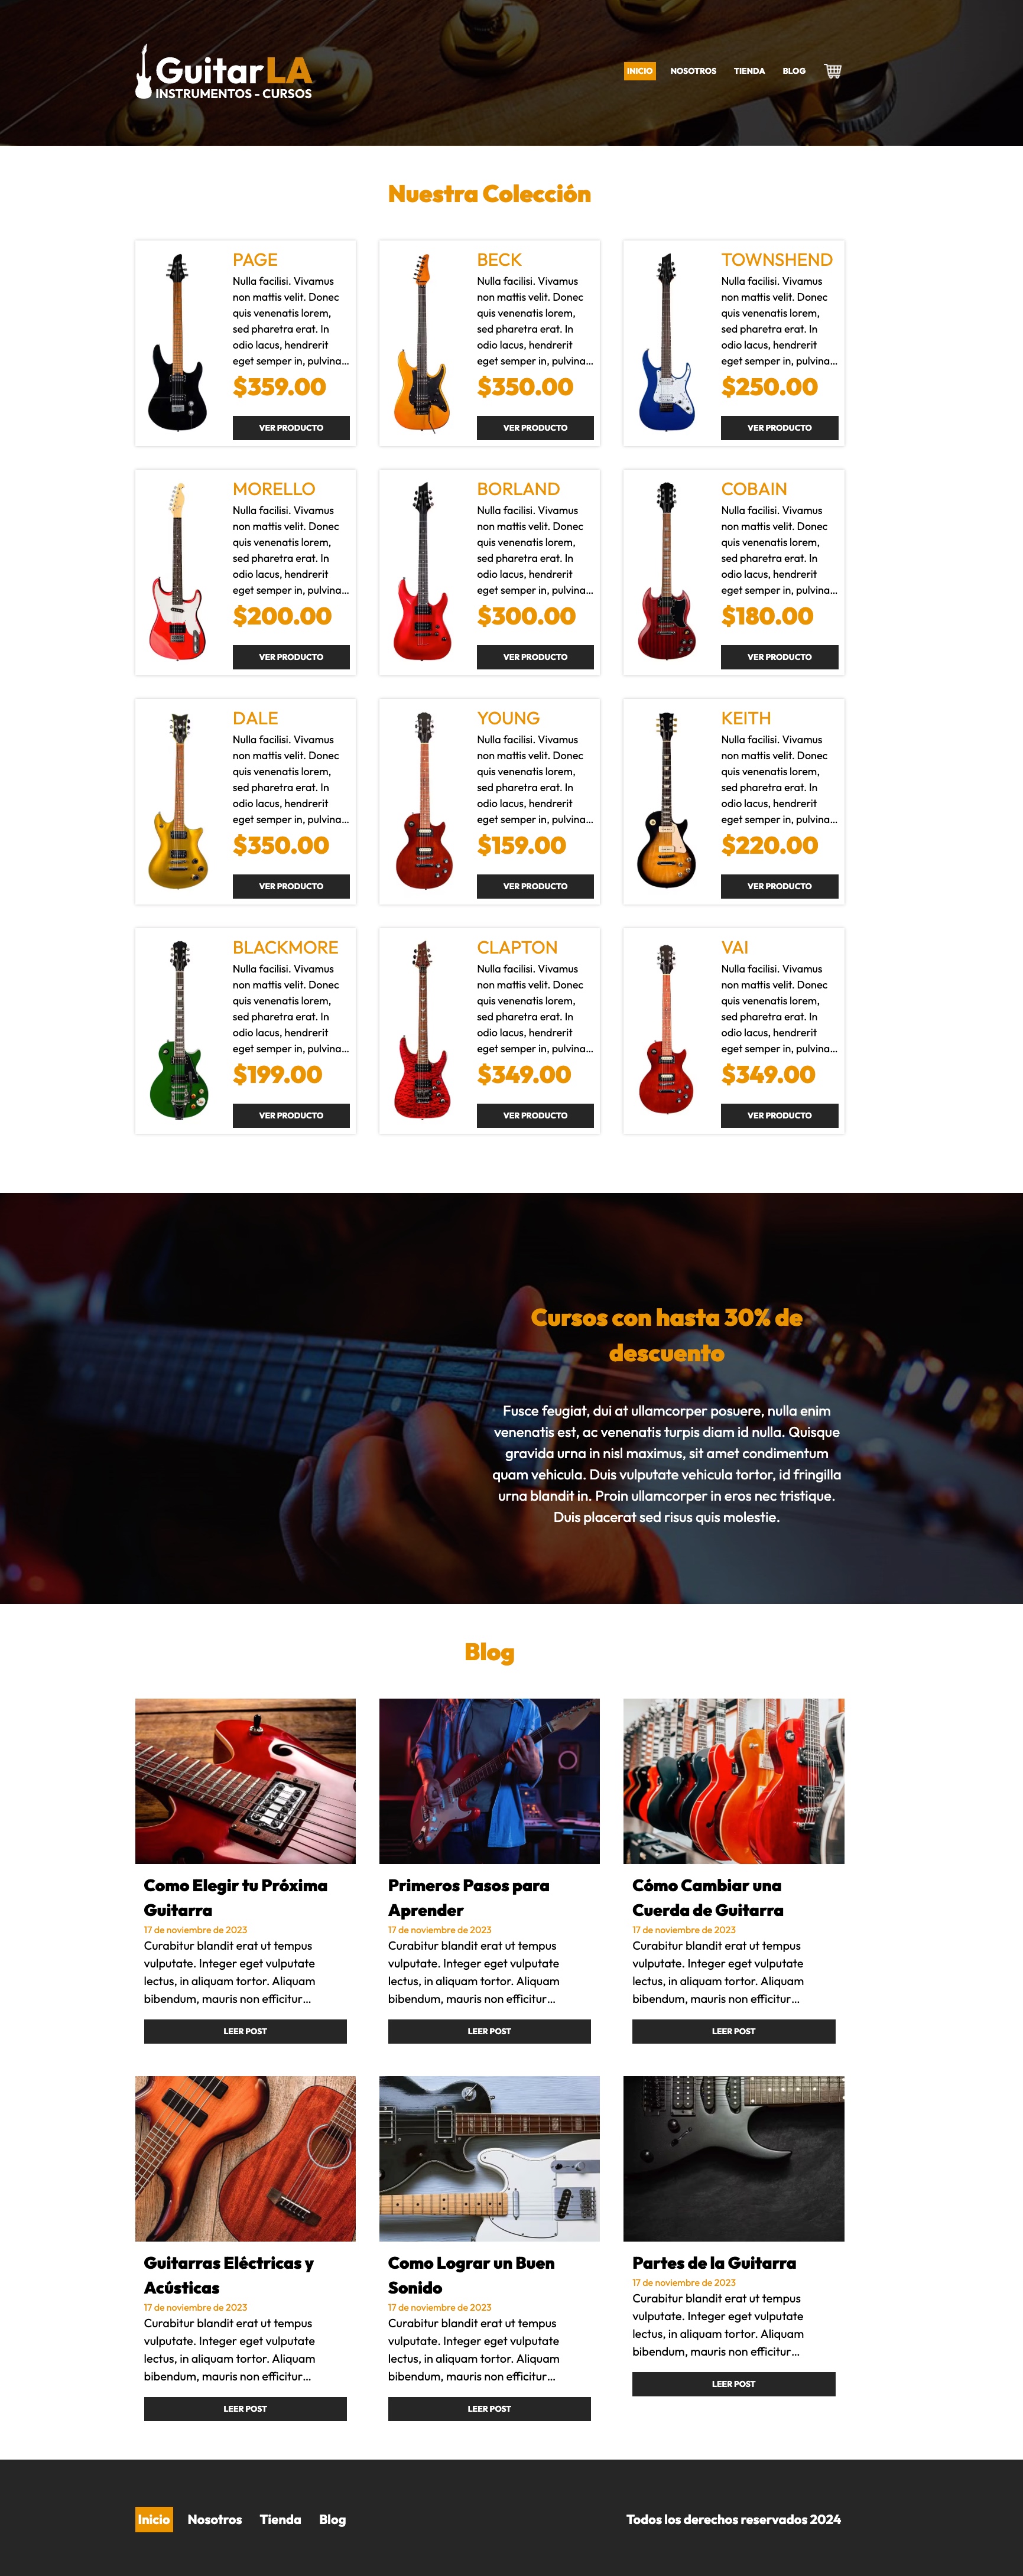 GuitarLA
INSTRUMENTOS - CURSOS
INICIO
NOSOTROS
TIENDA
BLOG
Nuestra Colección
PAGE
Nulla facilisi. Vivamus
non mattis velit. Donec
quis venenatis lorem,
sed pharetra erat. In
odio lacus, hendrerit
eget semper in, pulvina...
$359.00
VER PRODUCTO
BECK
Nulla facilisi. Vivamus
non mattis velit. Donec
quis venenatis lorem,
sed pharetra erat. In
odio lacus, hendrerit
eget semper in, pulvina...
$350.00
VER PRODUCTO
TOWNSHEND
Nulla facilisi. Vivamus
non mattis velit. Donec
quis venenatis lorem,
sed pharetra erat. In
odio lacus, hendrerit
eget semper in, pulvina...
$250.00
VER PRODUCTO
MORELLO
Nulla facilisi. Vivamus
non mattis velit. Donec
quis venenatis lorem,
sed pharetra erat. In
odio lacus, hendrerit
eget semper in, pulvina...
$200.00
VER PRODUCTO
BORLAND
Nulla facilisi. Vivamus
non mattis velit. Donec
quis venenatis lorem,
sed pharetra erat. In
odio lacus, hendrerit
eget semper in, pulvina...
$300.00
VER PRODUCTO
COBAIN
Nulla facilisi. Vivamus
non mattis velit. Donec
quis venenatis lorem,
sed pharetra erat. In
odio lacus, hendrerit
eget semper in, pulvina...
$180.00
VER PRODUCTO
DALE
Nulla facilisi. Vivamus
non mattis velit. Donec
quis venenatis lorem,
sed pharetra erat. In
odio lacus, hendrerit
eget semper in, pulvina...
$350.00
VER PRODUCTO
YOUNG
Nulla facilisi. Vivamus
non mattis velit. Donec
quis venenatis lorem,
sed pharetra erat. In
odio lacus, hendrerit
eget semper in, pulvina...
$159.00
VER PRODUCTO
KEITH
Nulla facilisi. Vivamus
non mattis velit. Donec
quis venenatis lorem,
sed pharetra erat. In
odio lacus, hendrerit
eget semper in, pulvina...
$220.00
VER PRODUCTO
BLACKMORE
Nulla facilisi. Vivamus
non mattis velit. Donec
quis venenatis lorem,
sed pharetra erat. In
odio lacus, hendrerit
eget semper in, pulvina...
$199.00
VER PRODUCTO
CLAPTON
Nulla facilisi. Vivamus
non mattis velit. Donec
quis venenatis lorem,
sed pharetra erat. In
odio lacus, hendrerit
eget semper in, pulvina...
$349.00
VER PRODUCTO
VAI
Nulla facilisi. Vivamus
non mattis velit. Donec
quis venenatis lorem,
sed pharetra erat. In
odio lacus, hendrerit
eget semper in, pulvina...
$349.00
VER PRODUCTO
Cursos con hasta 30% de
descuento
Fusce feugiat, dui at ullamcorper posuere, nulla enim
venenatis est, ac venenatis turpis diam id nulla. Quisque
gravida urna in nisl maximus, sit amet condimentum
quam vehicula. Duis vulputate vehicula tortor, id fringilla
urna blandit in. Proin ullamcorper in eros nec tristique.
Duis placerat sed risus quis molestie.
Blog
Como Elegir tu Próxima
Guitarra
17 de noviembre de 2023
Curabitur blandit erat ut tempus
vulputate. Integer eget vulputate
lectus, in aliquam tortor. Aliquam
bibendum, mauris non efficitur...
LEER POST
Primeros Pasos para
Aprender
17 de noviembre de 2023
Curabitur blandit erat ut tempus
vulputate. Integer eget vulputate
lectus, in aliquam tortor. Aliquam
bibendum, mauris non efficitur...
LEER POST
Cómo Cambiar una
Cuerda de Guitarra
17 de noviembre de 2023
Curabitur blandit erat ut tempus
vulputate. Integer eget vulputate
lectus, in aliquam tortor. Aliquam
bibendum, mauris non efficitur...
LEER POST
Guitarras Eléctricas y
Acústicas
17 de noviembre de 2023
Curabitur blandit erat ut tempus
vulputate. Integer eget vulputate
lectus, in aliquam tortor. Aliquam
bibendum, mauris non efficitur...
LEER POST
Como Lograr un Buen
Sonido
17 de noviembre de 2023
Curabitur blandit erat ut tempus
vulputate. Integer eget vulputate
lectus, in aliquam tortor. Aliquam
bibendum, mauris non efficitur...
LEER POST
Partes de la Guitarra
17 de noviembre de 2023
Curabitur blandit erat ut tempus
vulputate. Integer eget vulputate
lectus, in aliquam tortor. Aliquam
bibendum, mauris non efficitur...
LEER POST
Inicio
Nosotros
Tienda
Blog
Todos los derechos reservados 2024